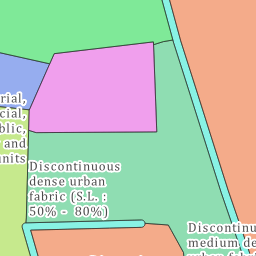 rial,
cial,
blic,
and
units
Discontinuous
dense urban
fabric (S.L. :
50% - 80%)
Discontinu
medium de